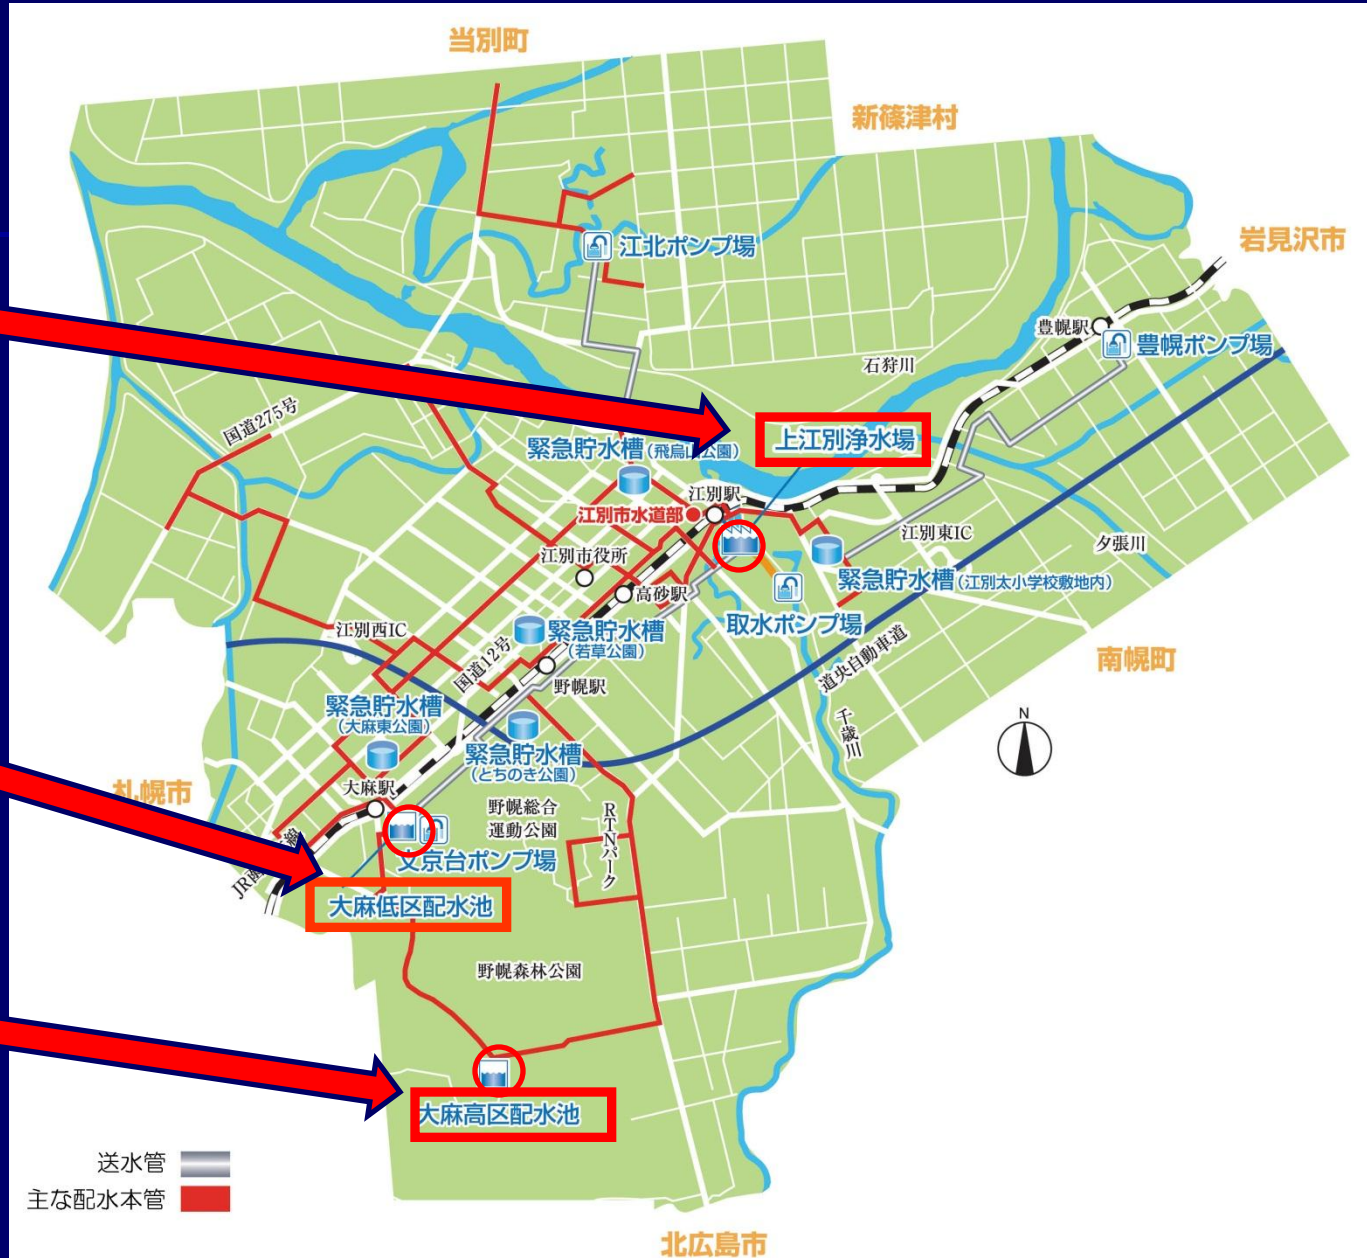 当別町
新篠津村
岩見沢市
江北ポンプ場
豊幌駅
豊幌ポンプ場
石狩川
国道275号
上江別浄水場
緊急貯水槽(飛鳥山公園)
江別駅
江別市水道部
江別東IC
夕張川
江別市役所
緊急貯水槽(江別太小学校敷地内)
高砂駅
取水ポンプ場
江別西IC
国道12号
緊急貯水槽
(若草公園)
野幌駅
道央自動車道
南幌町
千歳川
N
緊急貯水槽
(大麻東公園)
緊急貯水槽
(とちのき公園)
札幌市
大麻駅
野幌総合
運動公園
RTNパーク
文京台ポンプ場
大麻低区配水池
野幌森林公園
大麻高区配水池
送水管
主な配水本管
北広島市